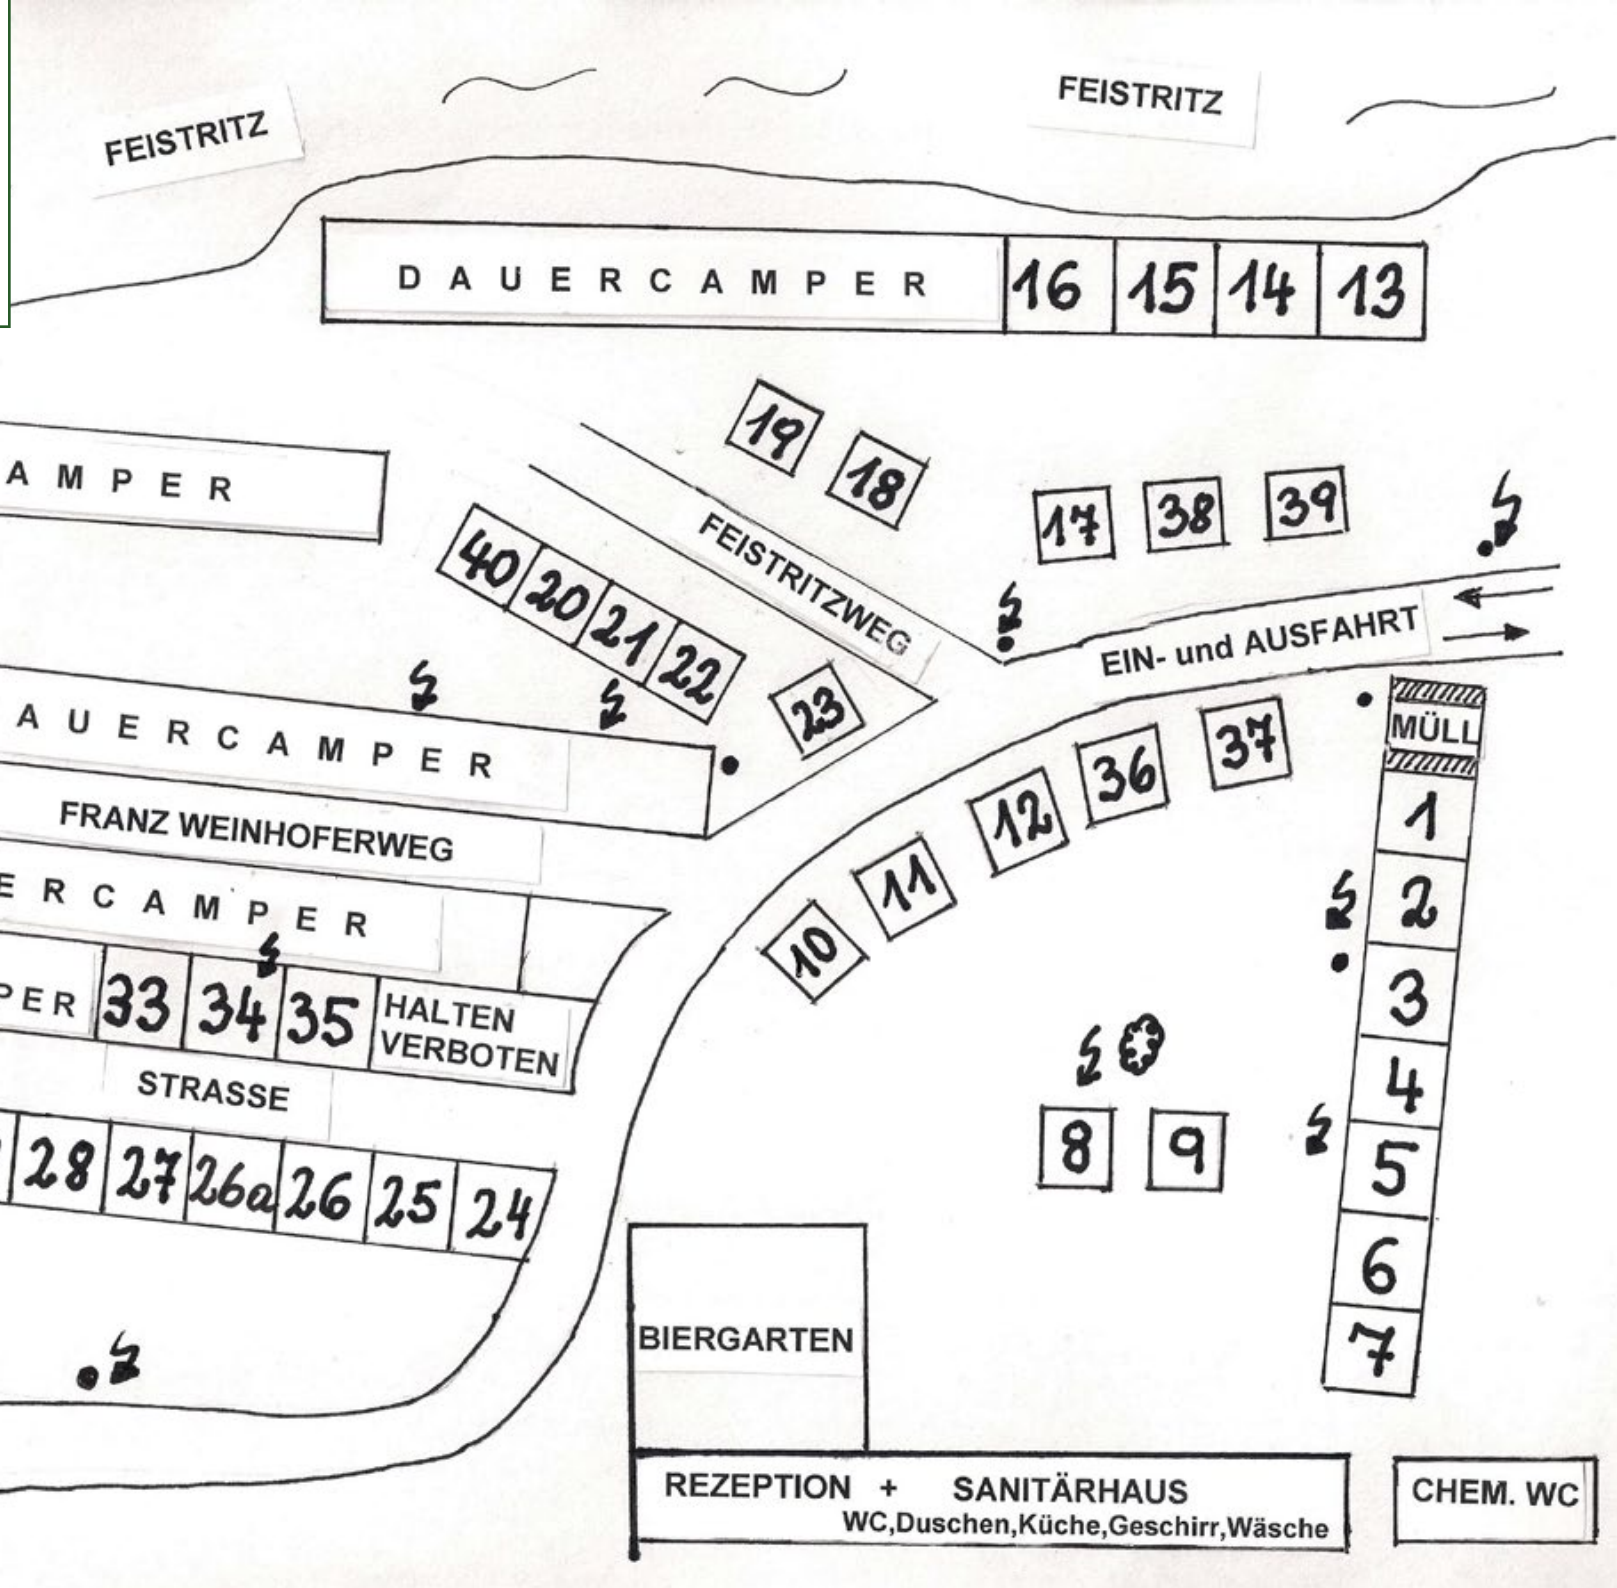 FEISTRITZ
FEISTRITZ
DAUERCAMPER 16 15 14 13
19
18
17 38 39
AMPER
FEISTRITZWEG
40 20 21 22
23
EIN- und AUSFAHRT
MÜLL
AUERCAMPER
FRANZ WEINHOFERWEG
ERCAMPER
10 11 12 36 37
1
2
3
4
5
6
7
PER 33 34 35 HALTEN
VERBOTEN
STRASSE
28 27 26a 26 25 24
8 9
BIERGARTEN
REZEPTION + SANITÄRHAUS
WC,Duschen,Küche,Geschirr,Wäsche
CHEM. WC